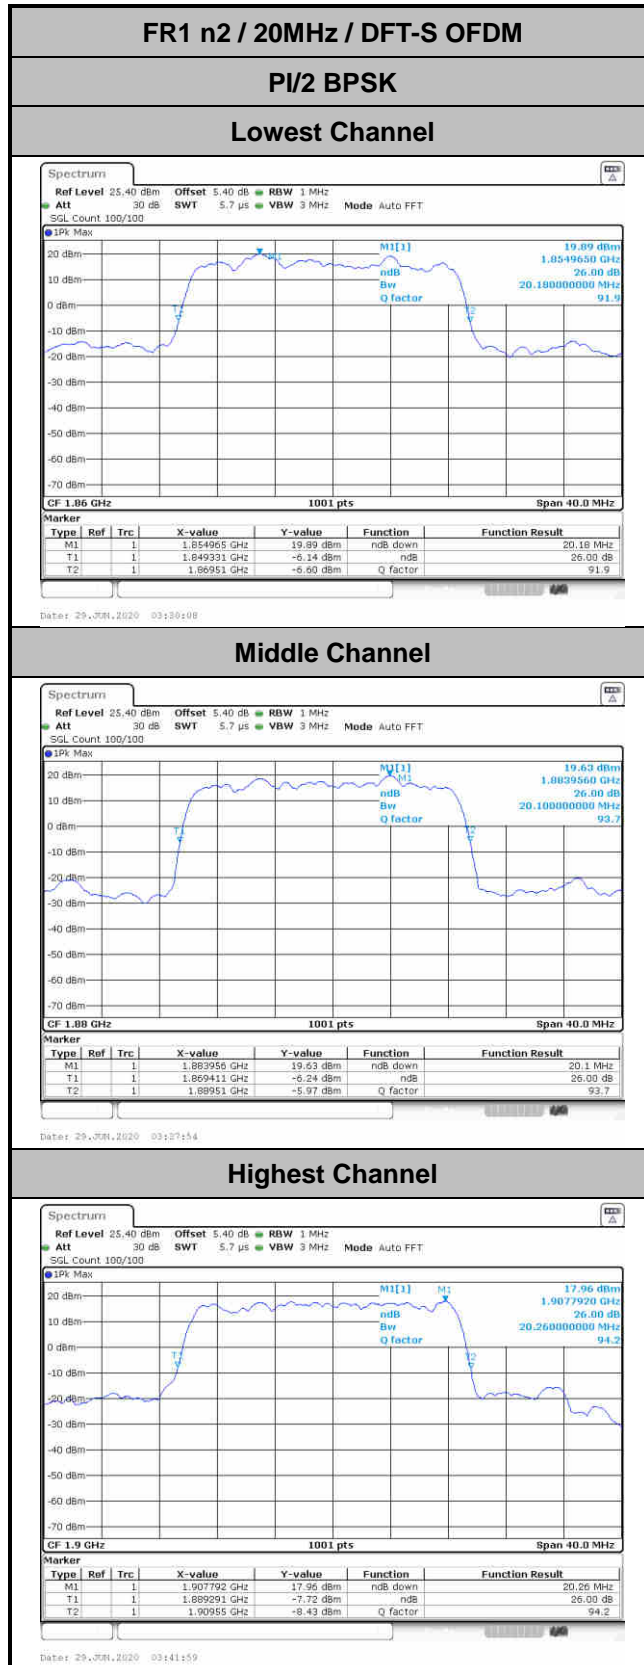 FR1 n2 / 20MHz / DFT-S OFDM
PI/2 BPSK
Lowest Channel
Spectrum
Ref Level 25.40 dBm Offset 5.40 dB RBW 1 MHz
Att 30 dB SWT 5.7 µs VBW 3 MHz Mode Auto FFT
SGL Count 100/100
1Pk Max
M1[1] 19.89 dBm
1.8549650 GHz
ndB 26.00 dB
Bw 20.180000000 MHz
Q factor 91.9
M1
T1
T2
20 dBm
10 dBm
0 dBm
-10 dBm
-20 dBm
-30 dBm
-40 dBm
-50 dBm
-60 dBm
-70 dBm
CF 1.86 GHz 1001 pts Span 40.0 MHz
Marker
Type Ref Trc X-value Y-value Function Function Result
M1 1 1.854965 GHz 19.89 dBm ndB down 20.18 MHz
T1 1 1.849331 GHz -6.14 dBm ndB 26.00 dB
T2 1 1.86951 GHz -6.60 dBm Q factor 91.9
Date: 29.JUN.2020 03:30:08
Middle Channel
Spectrum
Ref Level 25.40 dBm Offset 5.40 dB RBW 1 MHz
Att 30 dB SWT 5.7 µs VBW 3 MHz Mode Auto FFT
SGL Count 100/100
1Pk Max
M1[1] 19.63 dBm
1.8839560 GHz
ndB 26.00 dB
Bw 20.100000000 MHz
Q factor 93.7
M1
T1
T2
20 dBm
10 dBm
0 dBm
-10 dBm
-20 dBm
-30 dBm
-40 dBm
-50 dBm
-60 dBm
-70 dBm
CF 1.88 GHz 1001 pts Span 40.0 MHz
Marker
Type Ref Trc X-value Y-value Function Function Result
M1 1 1.883956 GHz 19.63 dBm ndB down 20.1 MHz
T1 1 1.869411 GHz -6.24 dBm ndB 26.00 dB
T2 1 1.88951 GHz -5.97 dBm Q factor 93.7
Date: 29.JUN.2020 03:27:54
Highest Channel
Spectrum
Ref Level 25.40 dBm Offset 5.40 dB RBW 1 MHz
Att 30 dB SWT 5.7 µs VBW 3 MHz Mode Auto FFT
SGL Count 100/100
1Pk Max
M1[1] 17.96 dBm
1.9077920 GHz
ndB 26.00 dB
Bw 20.260000000 MHz
Q factor 94.2
M1
T1
T2
20 dBm
10 dBm
0 dBm
-10 dBm
-20 dBm
-30 dBm
-40 dBm
-50 dBm
-60 dBm
-70 dBm
CF 1.9 GHz 1001 pts Span 40.0 MHz
Marker
Type Ref Trc X-value Y-value Function Function Result
M1 1 1.907792 GHz 17.96 dBm ndB down 20.26 MHz
T1 1 1.889291 GHz -7.72 dBm ndB 26.00 dB
T2 1 1.90955 GHz -8.43 dBm Q factor 94.2
Date: 29.JUN.2020 03:41:59